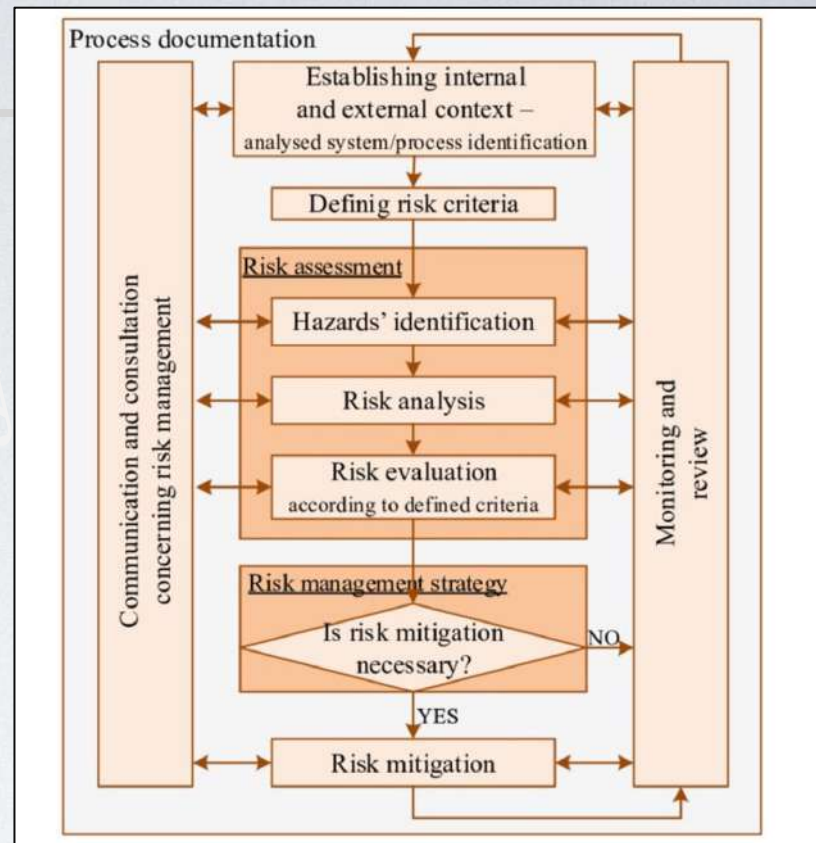 Process documentation
Establishing internal
and external context –
analysed system/process identification
Definig risk criteria
Risk assessment
Hazards' identification
Risk analysis
Risk evaluation
according to defined criteria
Risk management strategy
Is risk mitigation
necessary?
NO
YES
Risk mitigation
Communication and consultation
concerning risk management
Monitoring and
review